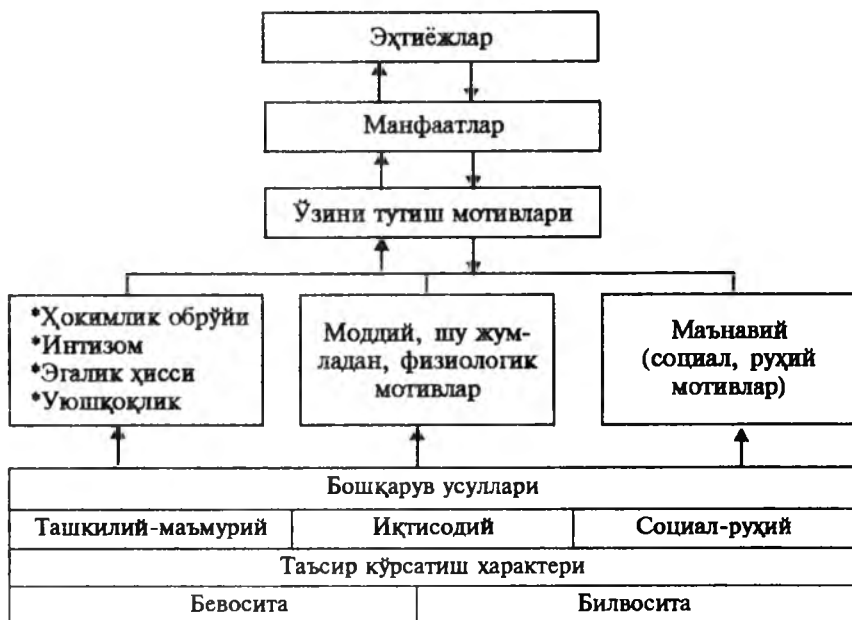 Эҳтиёжлар
Манфаатлар
Ўзини тутиш мотивлари
*Ҳокимлик обрўйи
*Интизом
*Эгалик ҳисси
*Уюшқоқлик
Моддий, шу жум-
ладан, физиологик
мотивлар
Маънавий
(социал, руҳий
мотивлар)
Бошқарув усуллари
Ташкилий-маъмурий
Иқтисодий
Социал-руҳий
Таъсир кўрсатиш характери
Бевосита
Билвосита